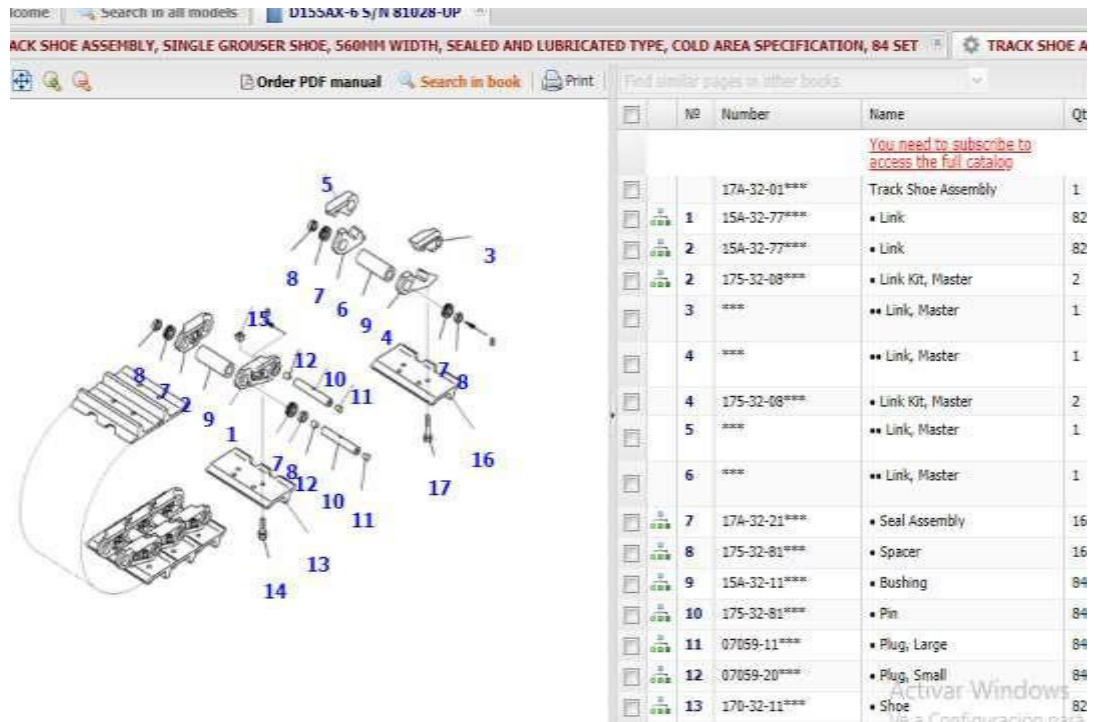 lcome Search in all models D155AX-6 S/N 81028-UP
ACK SHOE ASSEMBLY, SINGLE GROUSER SHOE, 560MM WIDTH, SEALED AND LUBRICATED TYPE, COLD AREA SPECIFICATION, 84 SET TRACK SHOE A
Order PDF manual Search in book Print Find similar pages in other books
Nº Number Name Qt
You need to subscribe to
access the full catalog
17A-32-01*** Track Shoe Assembly 1
1 15A-32-77*** • Link 82
2 15A-32-77*** • Link 82
2 175-32-08*** • Link Kit, Master 2
3 *** •• Link, Master 1
4 *** •• Link, Master 1
4 175-32-08*** • Link Kit, Master 2
5 *** •• Link, Master 1
6 *** •• Link, Master 1
7 17A-32-21*** • Seal Assembly 16
8 175-32-81*** • Spacer 16
9 15A-32-11*** • Bushing 84
10 175-32-81*** • Pin 84
11 07059-11*** • Plug, Large 84
12 07059-20*** • Plug, Small 84
13 170-32-11*** • Shoe 82
Activar Windows
Ve a Configuración para
5
3
8
7
6
9
4
15
7
8
12
10
11
8
7
2
9
1
16
17
7
8
12
10
11
13
14